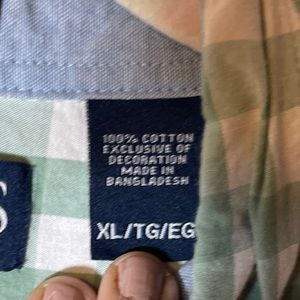 100% COTTON
EXCLUSIVE OF
DECORATION
MADE IN
BANGLADESH
XL/TG/EG
S